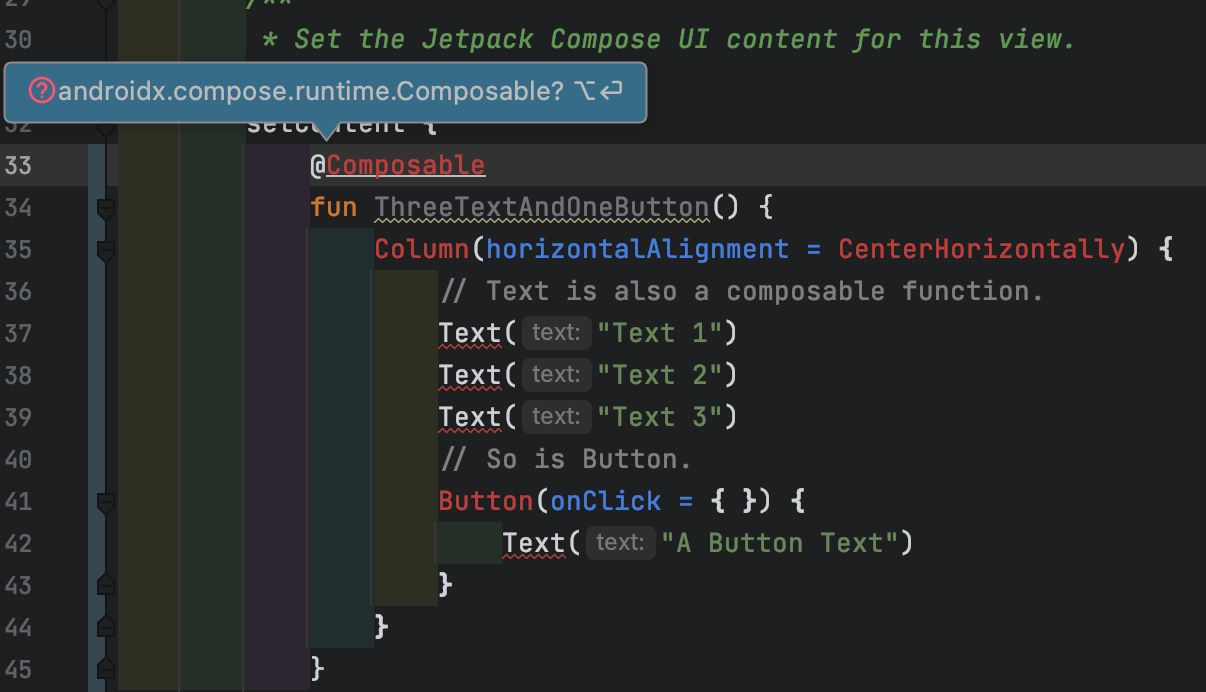 29 /**
30 * Set the Jetpack Compose UI content for this view.
androidx.compose.runtime.Composable? ⌥⏎
32 setContent {
33 @Composable
34 fun ThreeTextAndOneButton() {
35 Column(horizontalAlignment = CenterHorizontally) {
36 // Text is also a composable function.
37 Text( text: "Text 1")
38 Text( text: "Text 2")
39 Text( text: "Text 3")
40 // So is Button.
41 Button(onClick = { }) {
42 Text( text: "A Button Text")
43 }
44 }
45 }